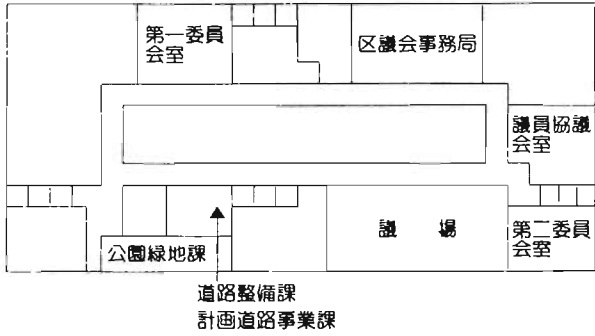 第一委員
会室
区議会事務局
議員協議
会室
議 場
第二委員
会室
公園緑地課
道路整備課
計画道路事業課